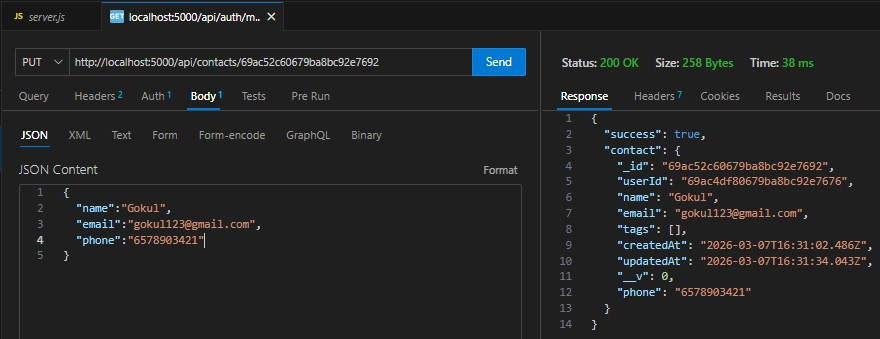 JS server.js
GET localhost:5000/api/auth/m.. ×
PUT http://localhost:5000/api/contacts/69ac52c60679ba8bc92e7692 Send
Query Headers 2 Auth 1 Body 1 Tests Pre Run
JSON XML Text Form Form-encode GraphQL Binary
JSON Content Format
1 {
2 "name":"Gokul",
3 "email":"gokul123@gmail.com",
4 "phone":"6578903421"
5 }
Status: 200 OK Size: 258 Bytes Time: 38 ms
Response Headers 7 Cookies Results Docs
1 {
2 "success": true,
3 "contact": {
4 "_id": "69ac52c60679ba8bc92e7692",
5 "userId": "69ac4df80679ba8bc92e7676",
6 "name": "Gokul",
7 "email": "gokul123@gmail.com",
8 "tags": [],
9 "createdAt": "2026-03-07T16:31:02.486Z",
10 "updatedAt": "2026-03-07T16:31:34.043Z",
11 "__v": 0,
12 "phone": "6578903421"
13 }
14 }